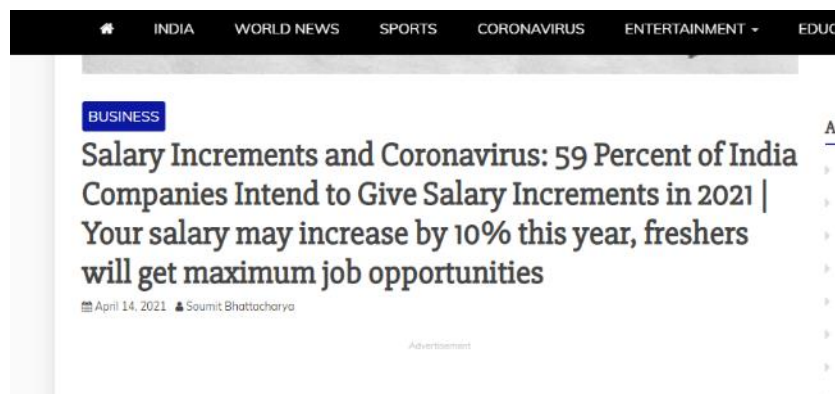 INDIA WORLD NEWS SPORTS CORONAVIRUS ENTERTAINMENT
BUSINESS
Salary Increments and Coronavirus: 59 Percent of India
Companies Intend to Give Salary Increments in 2021 |
Your salary may increase by 10% this year, freshers
will get maximum job opportunities
April 14, 2021 Soumit Bhattacharya
Advertisement